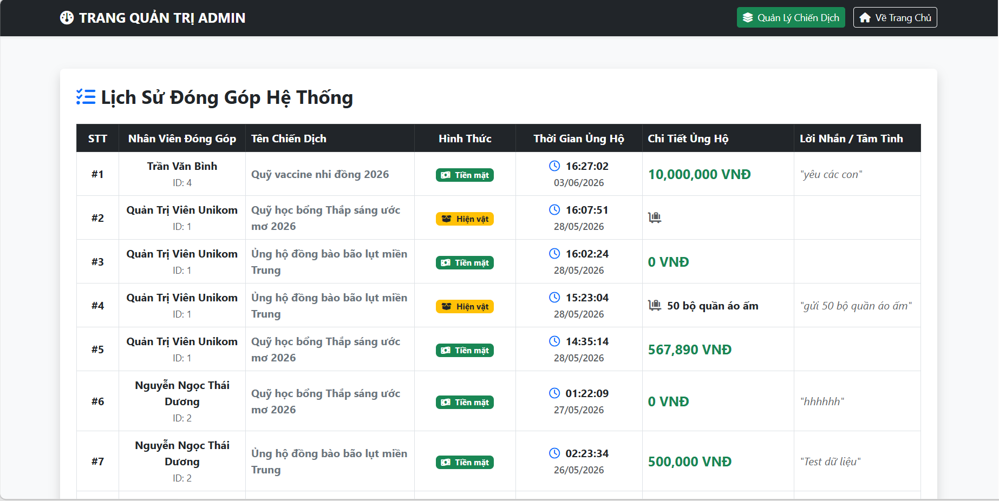 TRANG QUẢN TRỊ ADMIN
Quản Lý Chiến Dịch
Về Trang Chủ
Lịch Sử Đóng Góp Hệ Thống
STT Nhân Viên Đóng Góp Tên Chiến Dịch Hình Thức Thời Gian Ủng Hộ Chi Tiết Ủng Hộ Lời Nhắn / Tâm Tình
#1
Trần Văn Bình
ID: 4
Quỹ vaccine nhi đồng 2026
Tiền mặt
16:27:02
03/06/2026
10,000,000 VNĐ
"yêu các con"
#2
Quản Trị Viên Unikom
ID: 1
Quỹ học bổng Thắp sáng ước
mơ 2026
Hiện vật
16:07:51
28/05/2026
#3
Quản Trị Viên Unikom
ID: 1
Ủng hộ đồng bào bão lụt miền
Trung
Tiền mặt
16:02:24
28/05/2026
0 VNĐ
#4
Quản Trị Viên Unikom
ID: 1
Ủng hộ đồng bào bão lụt miền
Trung
Hiện vật
15:23:04
28/05/2026
50 bộ quần áo ấm
"gửi 50 bộ quần áo ấm"
#5
Quản Trị Viên Unikom
ID: 1
Quỹ học bổng Thắp sáng ước
mơ 2026
Tiền mặt
14:35:14
28/05/2026
567,890 VNĐ
#6
Nguyễn Ngọc Thái
Dương
ID: 2
Quỹ học bổng Thắp sáng ước
mơ 2026
Tiền mặt
01:22:09
27/05/2026
0 VNĐ
"hhhhhh"
#7
Nguyễn Ngọc Thái
Dương
ID: 2
Ủng hộ đồng bào bão lụt miền
Trung
Tiền mặt
02:23:34
26/05/2026
500,000 VNĐ
"Test dữ liệu"